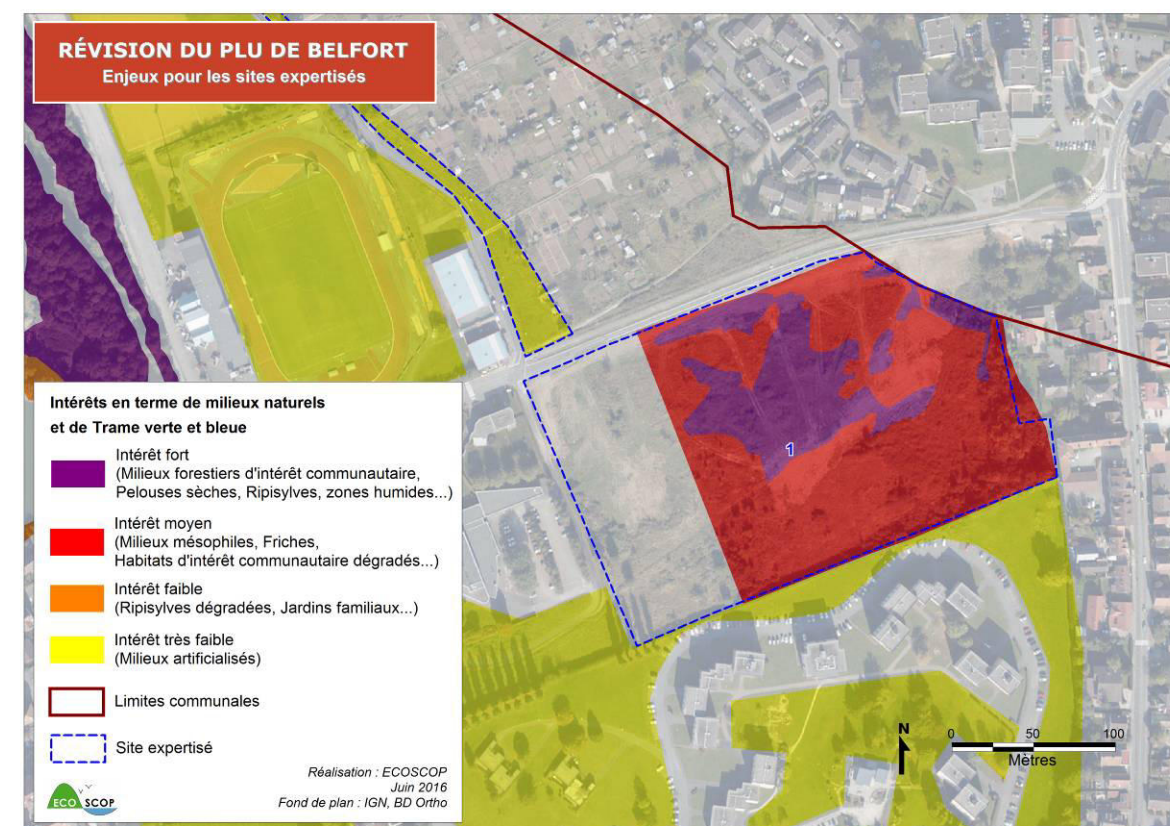 RÉVISION DU PLU DE BELFORT
Enjeux pour les sites expertisés
1
Intérêts en terme de milieux naturels
et de Trame verte et bleue
Intérêt fort
(Milieux forestiers d'intérêt communautaire,
Pelouses sèches, Ripisylves, zones humides...)
Intérêt moyen
(Milieux mésophiles, Friches,
Habitats d'intérêt communautaire dégradés...)
Intérêt faible
(Ripisylves dégradées, Jardins familiaux...)
Intérêt très faible
(Milieux artificialisés)
Limites communales
Site expertisé
Réalisation : ECOSCOP
Juin 2016
Fond de plan : IGN, BD Ortho
ECO SCOP
N
0 50 100
Mètres